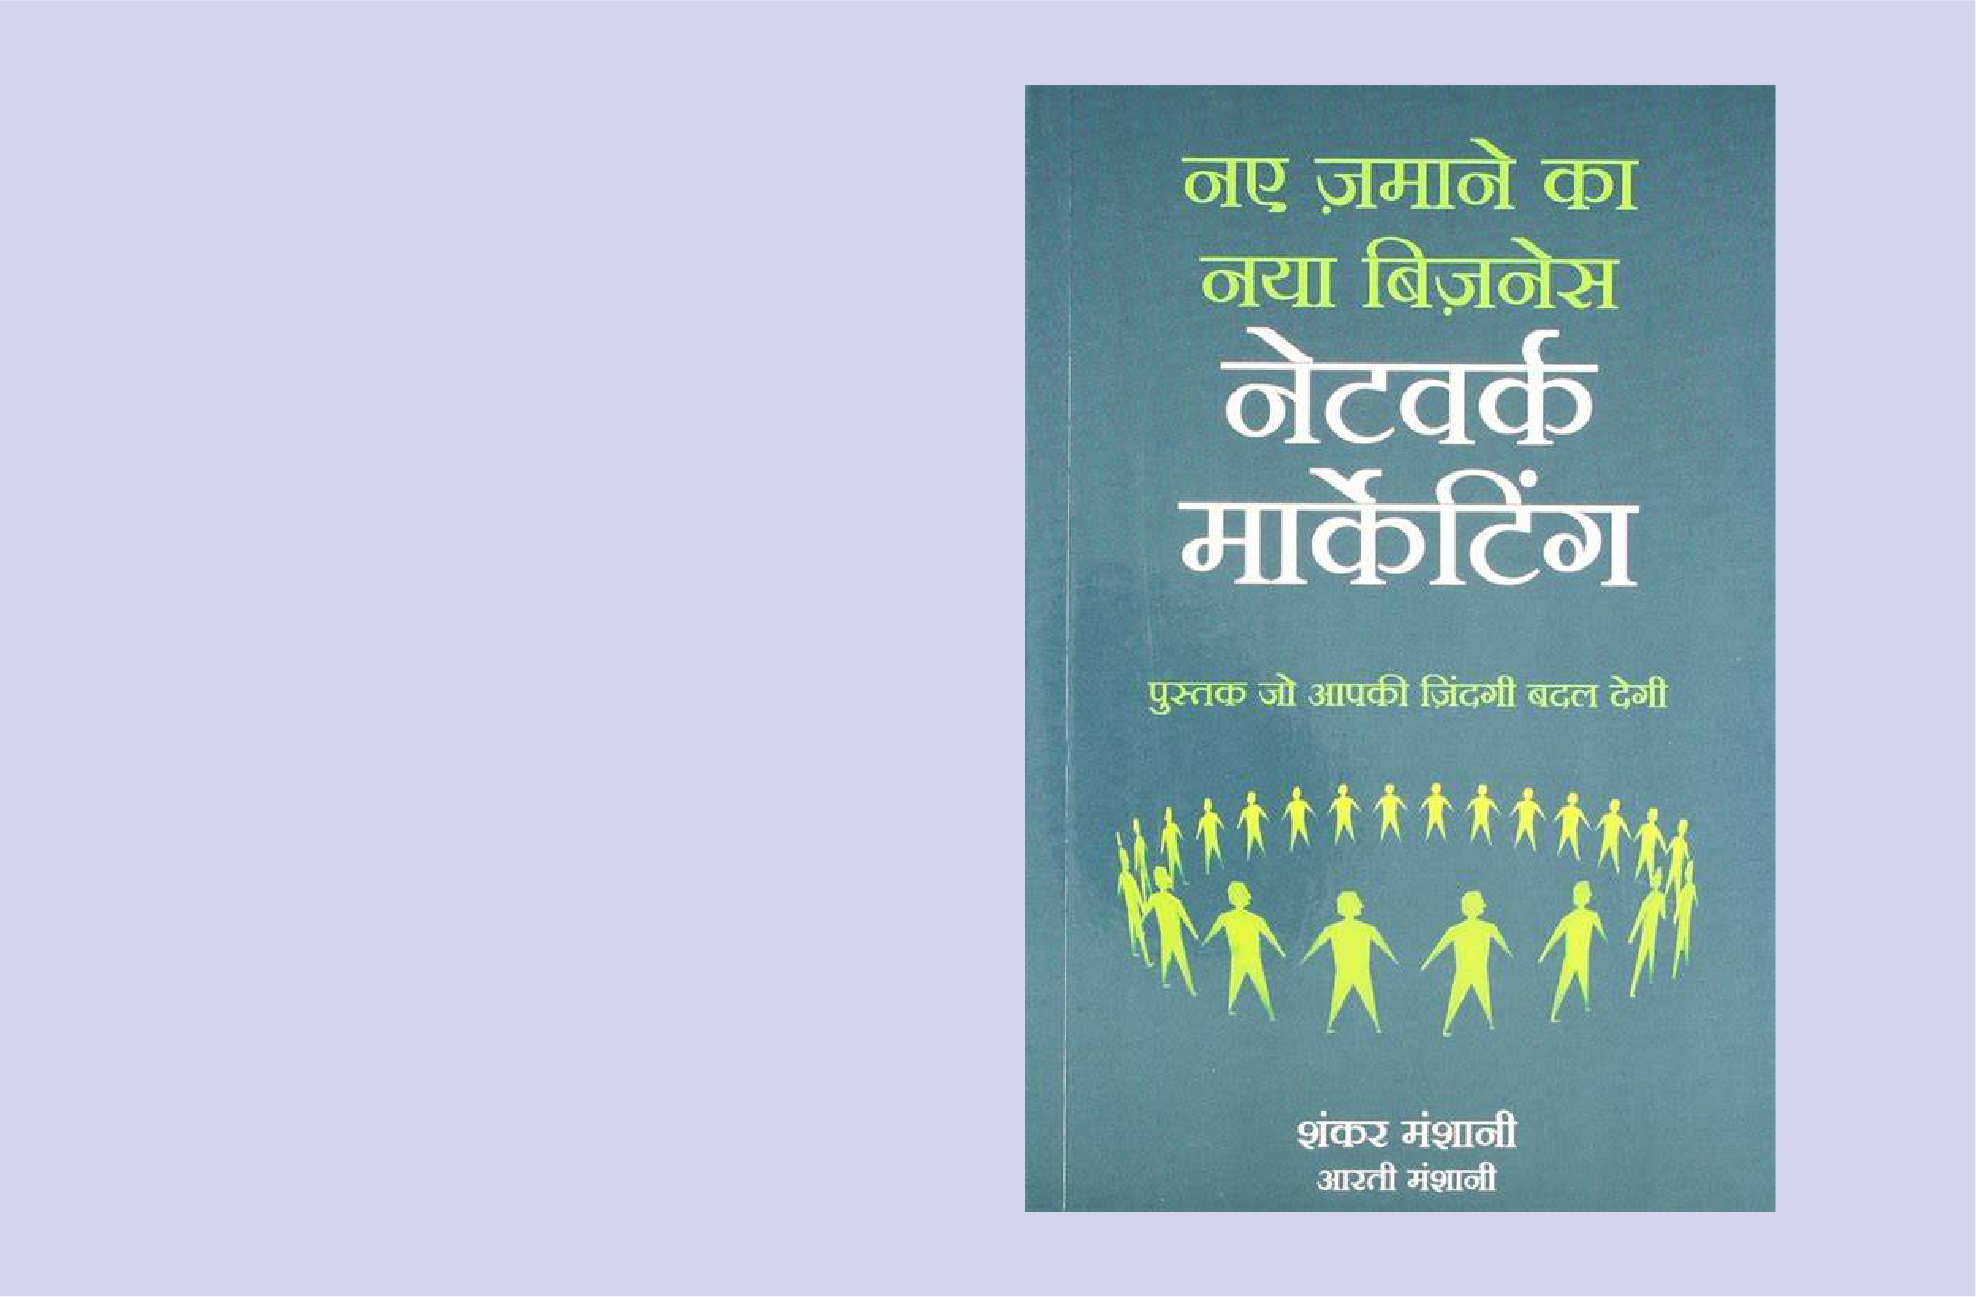 नए ज़माने का
नया बिज़नेस
नेटवर्क
मार्केटिंग
पुस्तक जो आपकी ज़िंदगी बदल देगी
शंकर मंशानी
आरती मंशानी